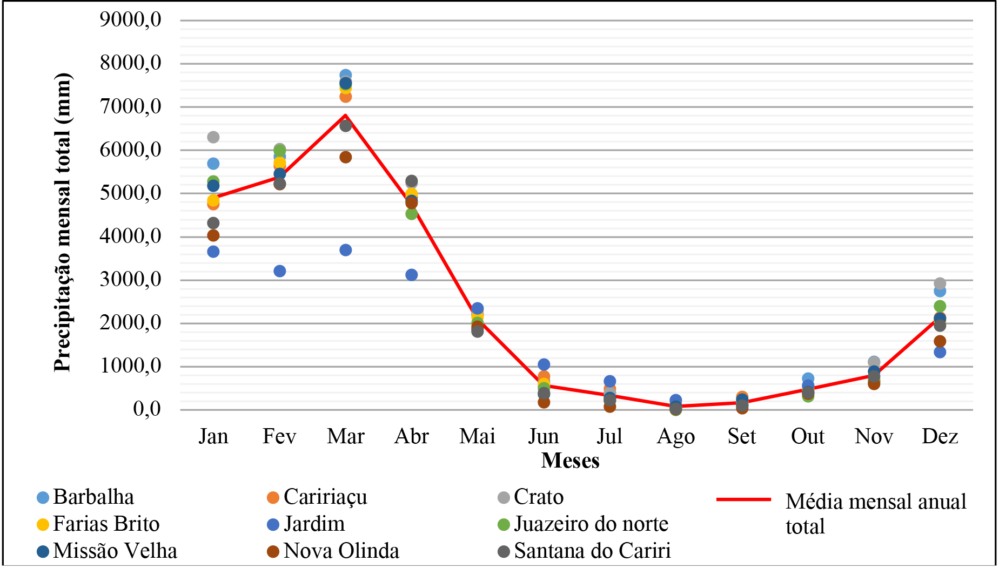 9000,0
8000,0
7000,0
6000,0
5000,0
4000,0
3000,0
2000,0
1000,0
0,0
Precipitação mensal total (mm)
Jan Fev Mar Abr Mai Jun Jul Ago Set Out Nov Dez
Meses
Barbalha Caririaçu Crato
Farias Brito Jardim Juazeiro do norte
Missão Velha Nova Olinda Santana do Cariri
Média mensal anual
total